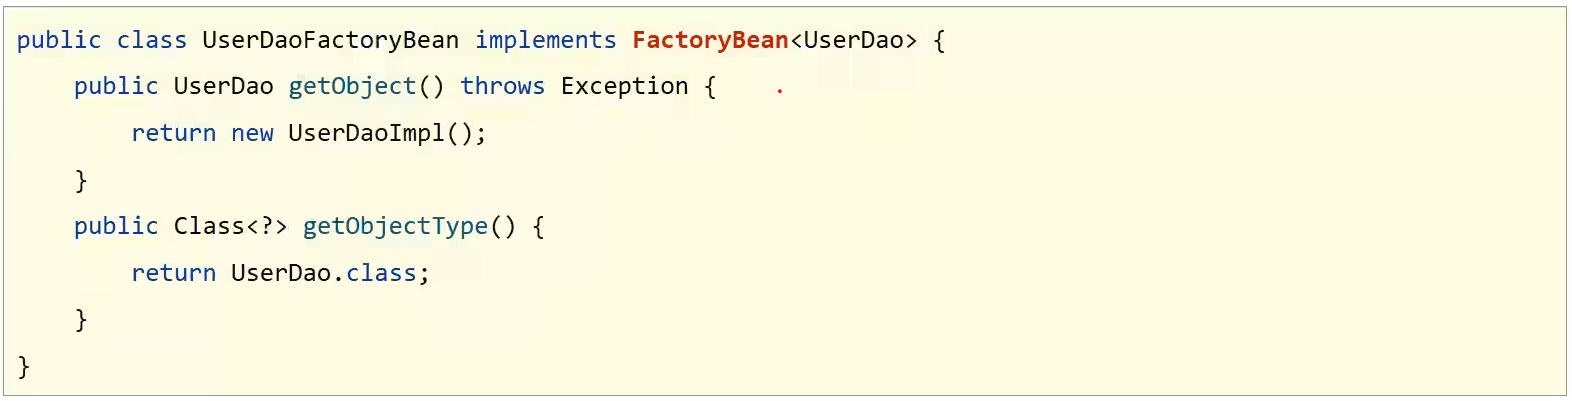 public class UserDaoFactoryBean implements FactoryBean<UserDao> {
    public UserDao getObject() throws Exception {
        return new UserDaoImpl();
    }
    public Class<?> getObjectType() {
        return UserDao.class;
    }
}